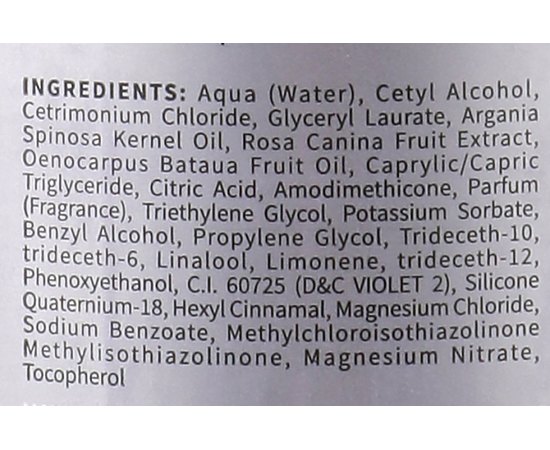 INGREDIENTS: Aqua (Water), Cetyl Alcohol,
Cetrimonium Chloride, Glyceryl Laurate, Argania
Spinosa Kernel Oil, Rosa Canina Fruit Extract,
Oenocarpus Bataua Fruit Oil, Caprylic/Capric
Triglyceride, Citric Acid, Amodimethicone, Parfum
(Fragrance), Triethylene Glycol, Potassium Sorbate,
Benzyl Alcohol, Propylene Glycol, Trideceth-10,
trideceth-6, Linalool, Limonene, trideceth-12,
Phenoxyethanol, C.I. 60725 (D&C VIOLET 2), Silicone
Quaternium-18, Hexyl Cinnamal, Magnesium Chloride,
Sodium Benzoate, Methylchloroisothiazolinone
Methylisothiazolinone, Magnesium Nitrate,
Tocopherol